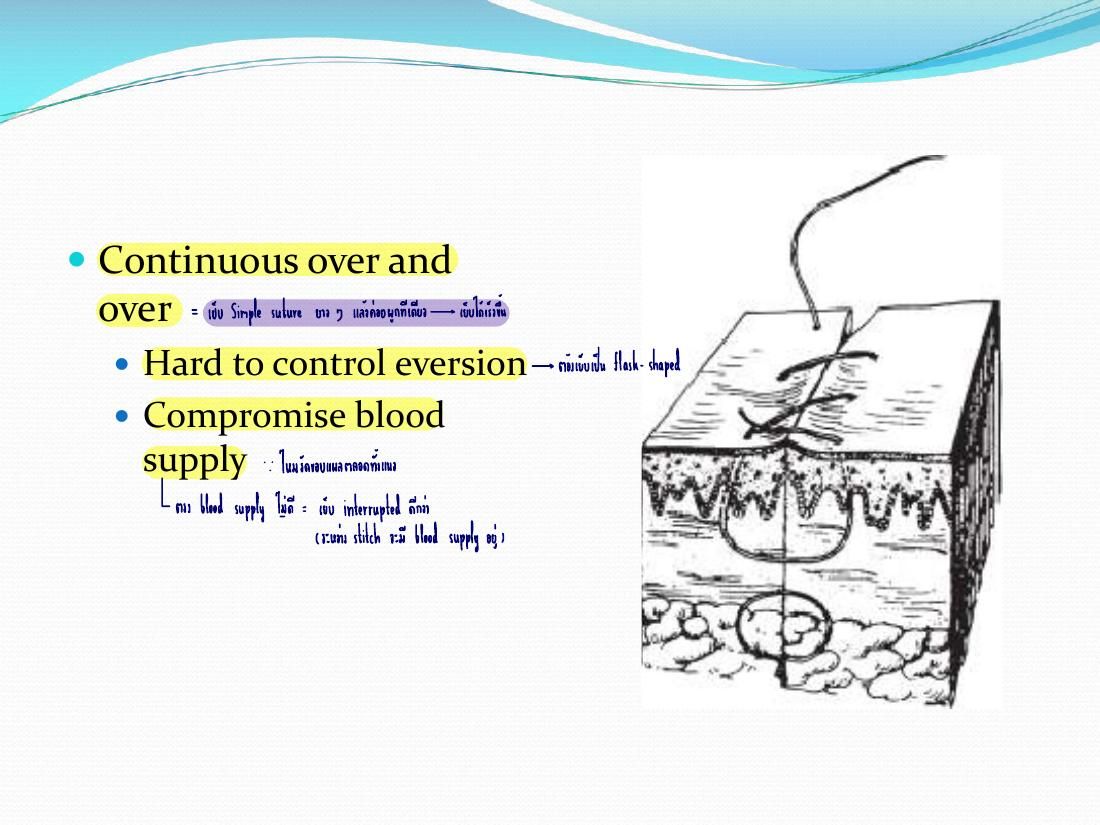 Continuous over and
over = เย็บ Simple suture ยาว ๆ แล้วค่อยผูกทีเดียว → เย็บได้เร็วขึ้น
Hard to control eversion → ต้องเย็บเป็น flask-shaped
Compromise blood
supply ∵ ไหมรัดขอบแผลตลอดทั้งแนว
ตรง blood supply ไม่ดี = เย็บ interrupted ดีกว่า
(ระหว่าง stitch จะมี blood supply อยู่)